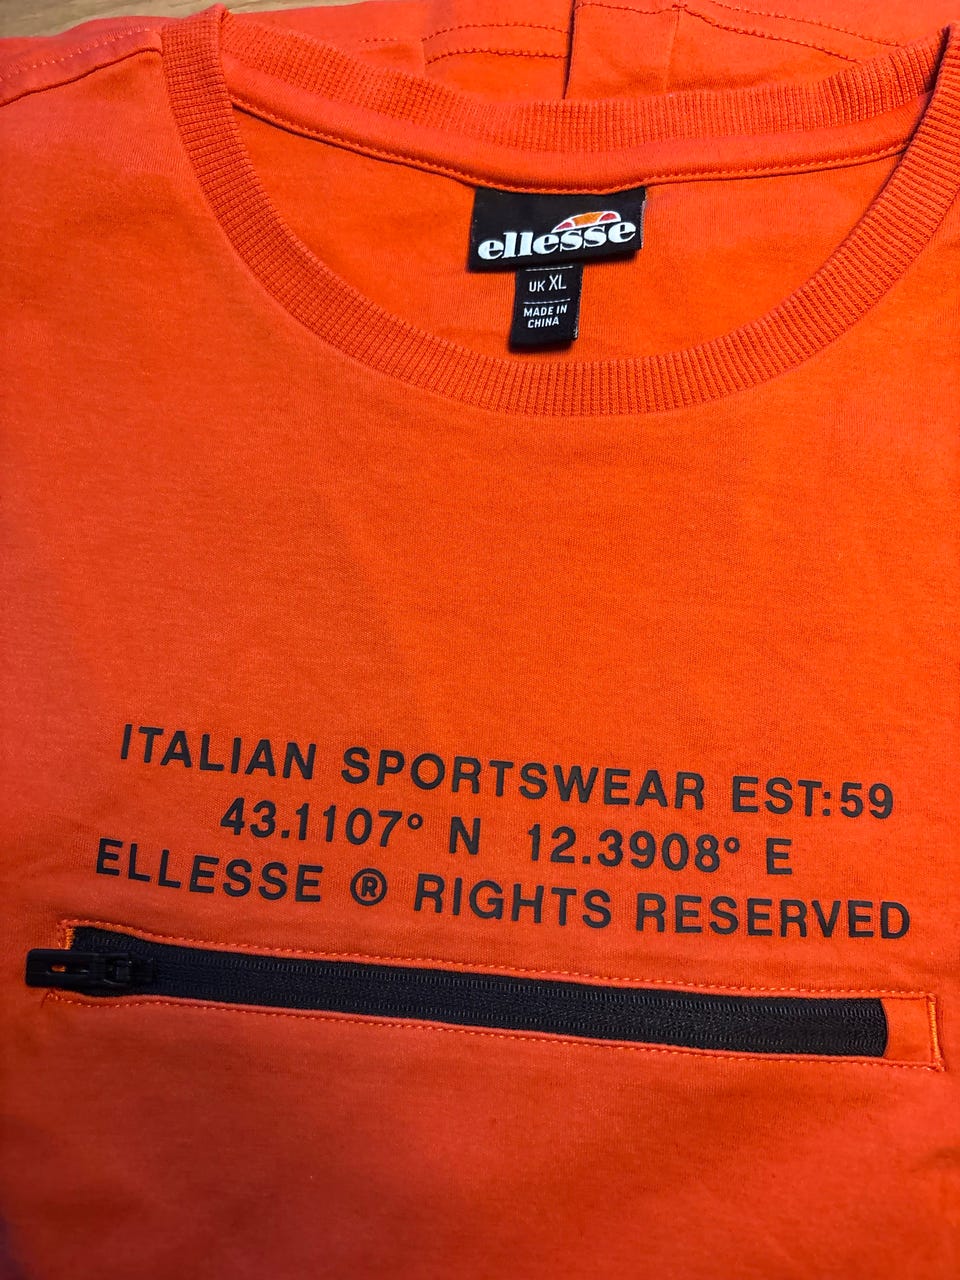 ellesse
UK XL
MADE IN
CHINA
ITALIAN SPORTSWEAR EST:59
43.1107° N 12.3908° E
ELLESSE ® RIGHTS RESERVED